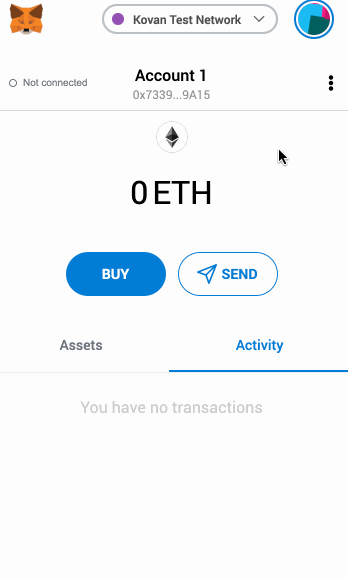 Kovan Test Network
Not connected
Account 1
0x7339...9A15
0 ETH
BUY
SEND
Assets
Activity
You have no transactions